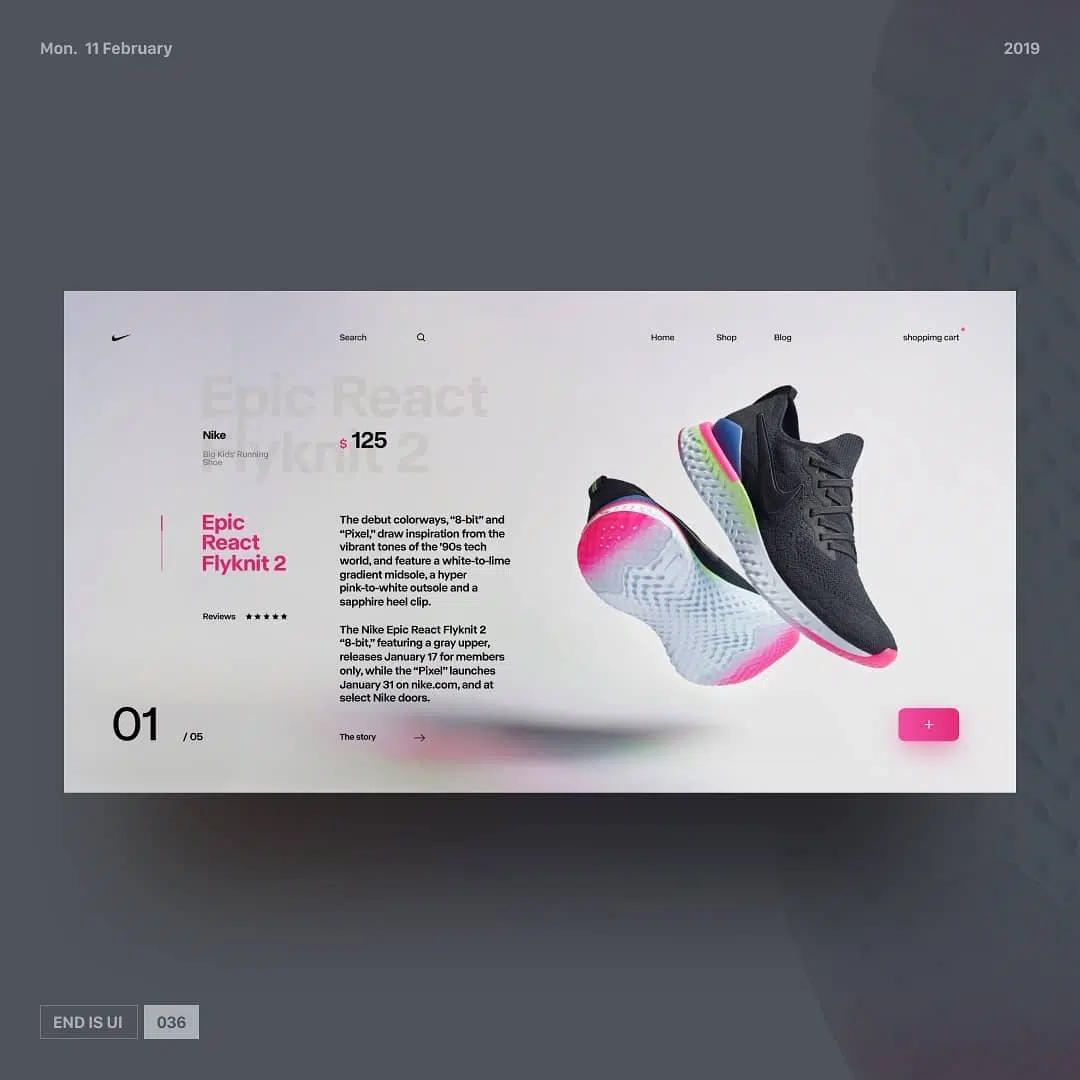 Mon. 11 February
2019
Search
Home
Shop
Blog
shoppimg cart
Epic React
Flyknit 2
Nike
Big Kids' Running
Shoe
$ 125
Epic
React
Flyknit 2
Reviews ★★★★★
The debut colorways, “8-bit” and
“Pixel,” draw inspiration from the
vibrant tones of the ’90s tech
world, and feature a white-to-lime
gradient midsole, a hyper
pink-to-white outsole and a
sapphire heel clip.
The Nike Epic React Flyknit 2
“8-bit,” featuring a gray upper,
releases January 17 for members
only, while the “Pixel” launches
January 31 on nike.com, and at
select Nike doors.
The story →
01 / 05
+
END IS UI
036